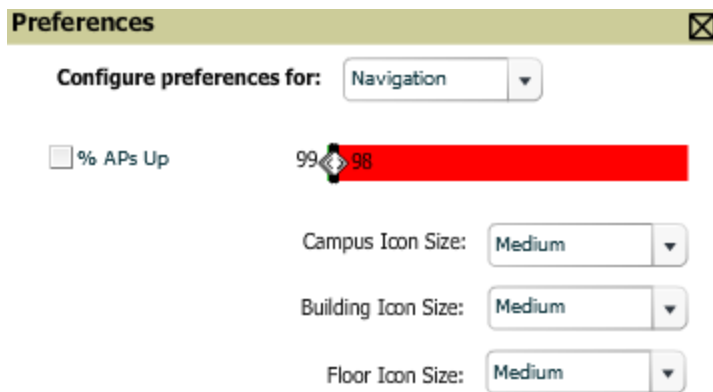 Preferences
Configure preferences for: Navigation
% APs Up 99 98
Campus Icon Size: Medium
Building Icon Size: Medium
Floor Icon Size: Medium